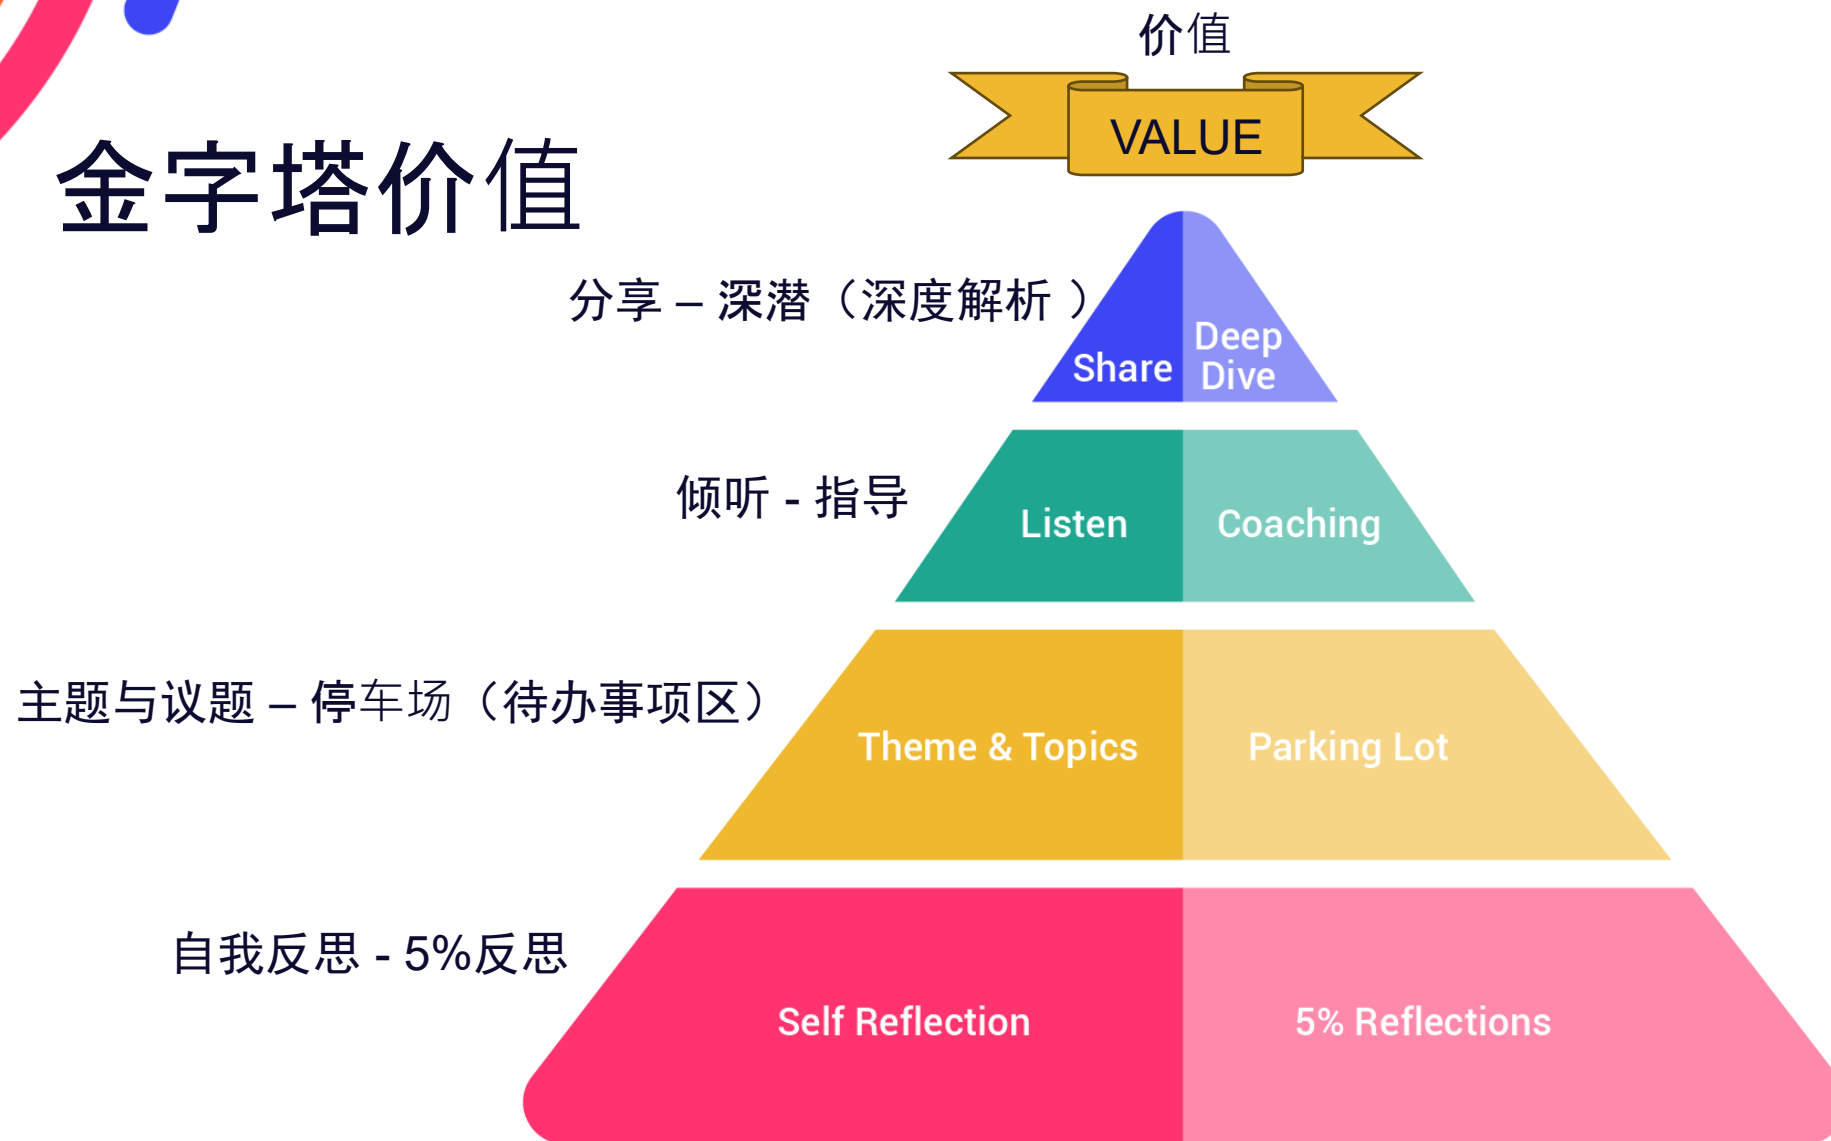 价值
VALUE
金字塔价值
分享 – 深潜（深度解析 ）
Share
Deep
Dive
倾听 - 指导
Listen
Coaching
主题与议题 – 停车场（待办事项区）
Theme & Topics
Parking Lot
自我反思 - 5%反思
Self Reflection
5% Reflections